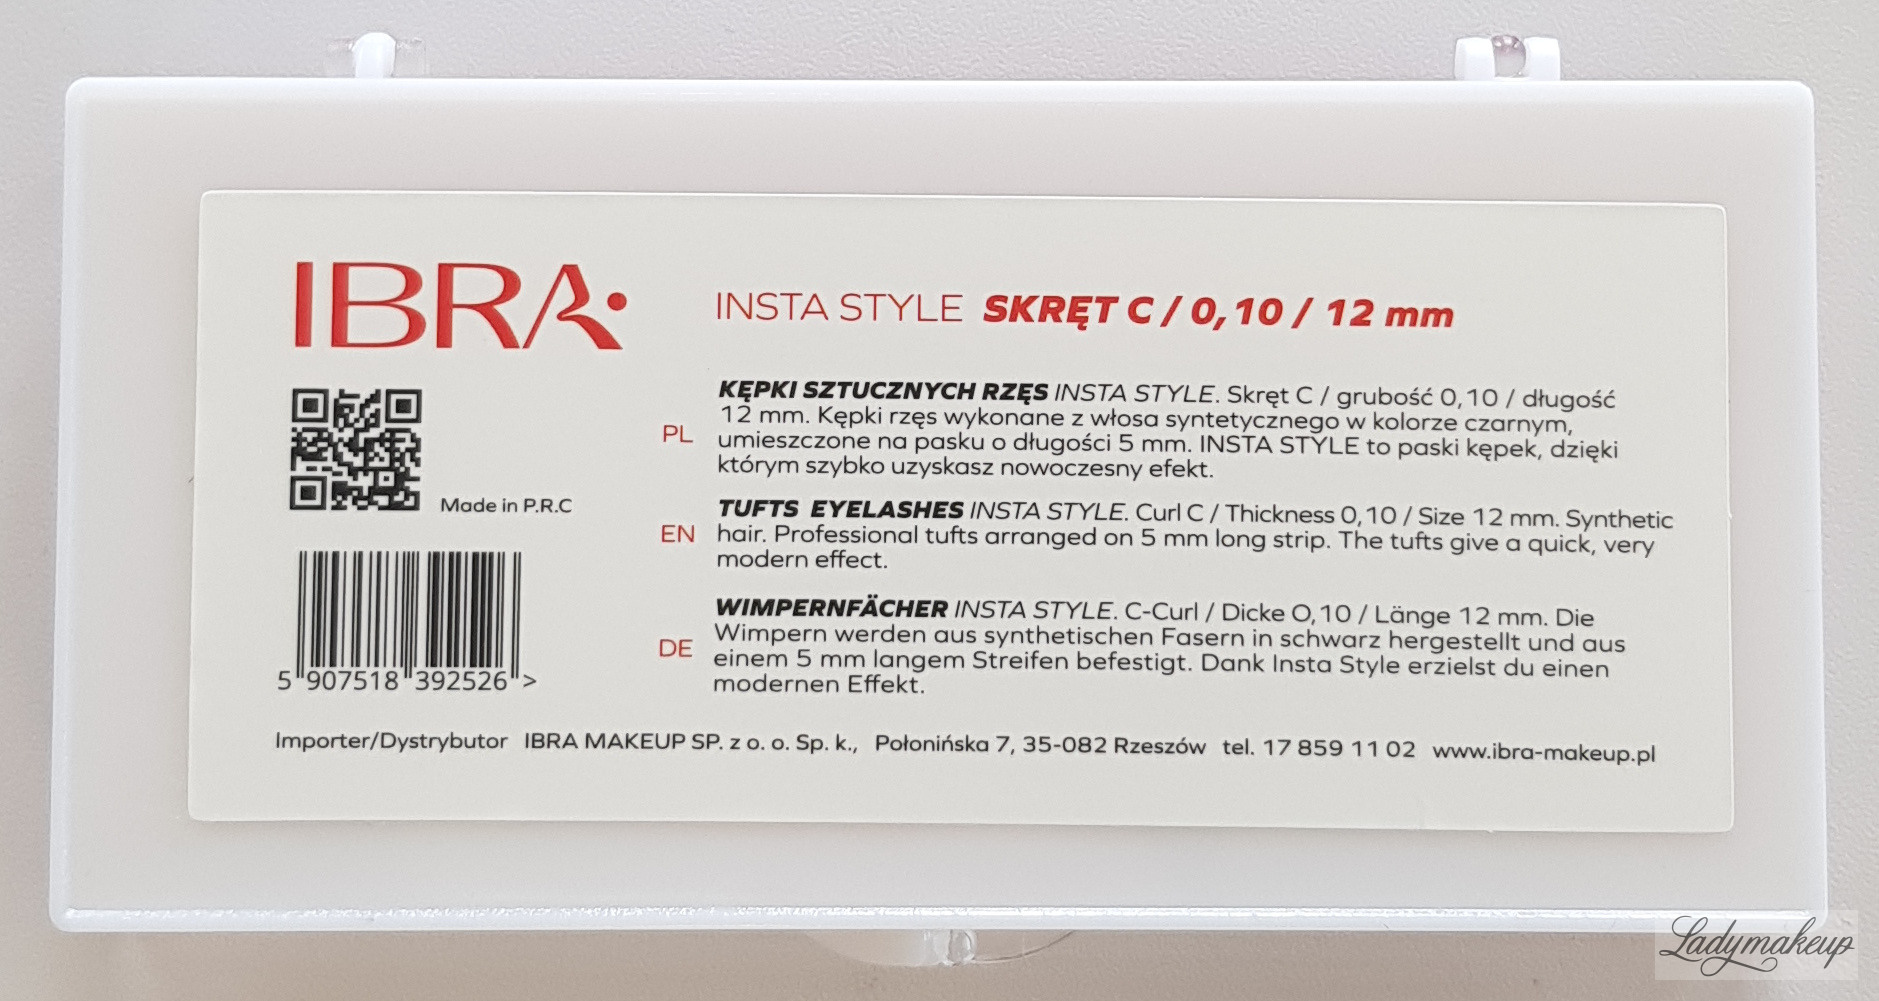 IBRA
INSTA STYLE SKRĘT C / 0,10 / 12 mm
PL
KĘPKI SZTUCZNYCH RZĘS INSTA STYLE. Skręt C / grubość 0,10 / długość
12 mm. Kępki rzęs wykonane z włosa syntetycznego w kolorze czarnym,
umieszczone na pasku o długości 5 mm. INSTA STYLE to paski kępek, dzięki
którym szybko uzyskasz nowoczesny efekt.
Made in P.R.C
EN
TUFTS EYELASHES INSTA STYLE. Curl C / Thickness 0,10 / Size 12 mm. Synthetic
hair. Professional tufts arranged on 5 mm long strip. The tufts give a quick, very
modern effect.
DE
WIMPERNFÄCHER INSTA STYLE. C-Curl / Dicke O,10 / Länge 12 mm. Die
Wimpern werden aus synthetischen Fasern in schwarz hergestellt und aus
einem 5 mm langem Streifen befestigt. Dank Insta Style erzielst du einen
modernen Effekt.
5 907518 392526 >
Importer/Dystrybutor IBRA MAKEUP SP. z o. o. Sp. k., Połonińska 7, 35-082 Rzeszów tel. 17 859 11 02 www.ibra-makeup.pl
Ladymakeup